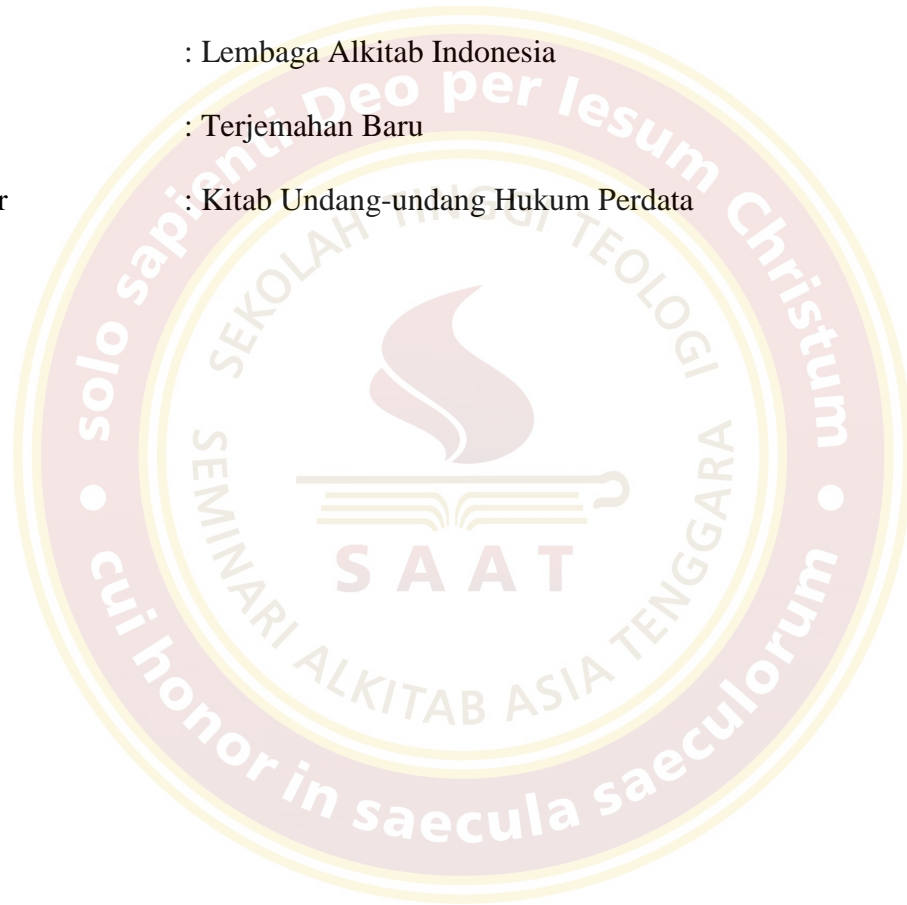 : Lembaga Alkitab Indonesia
: Terjemahan Baru
r : Kitab Undang-undang Hukum Perdata
solo sapienti Deo per Iesum Christum
cui honor in saecula saeculorum
SEKOLAH TINGGI TEOLOGI
SEMINARI ALKITAB ASIA TENGGARA
SAAT